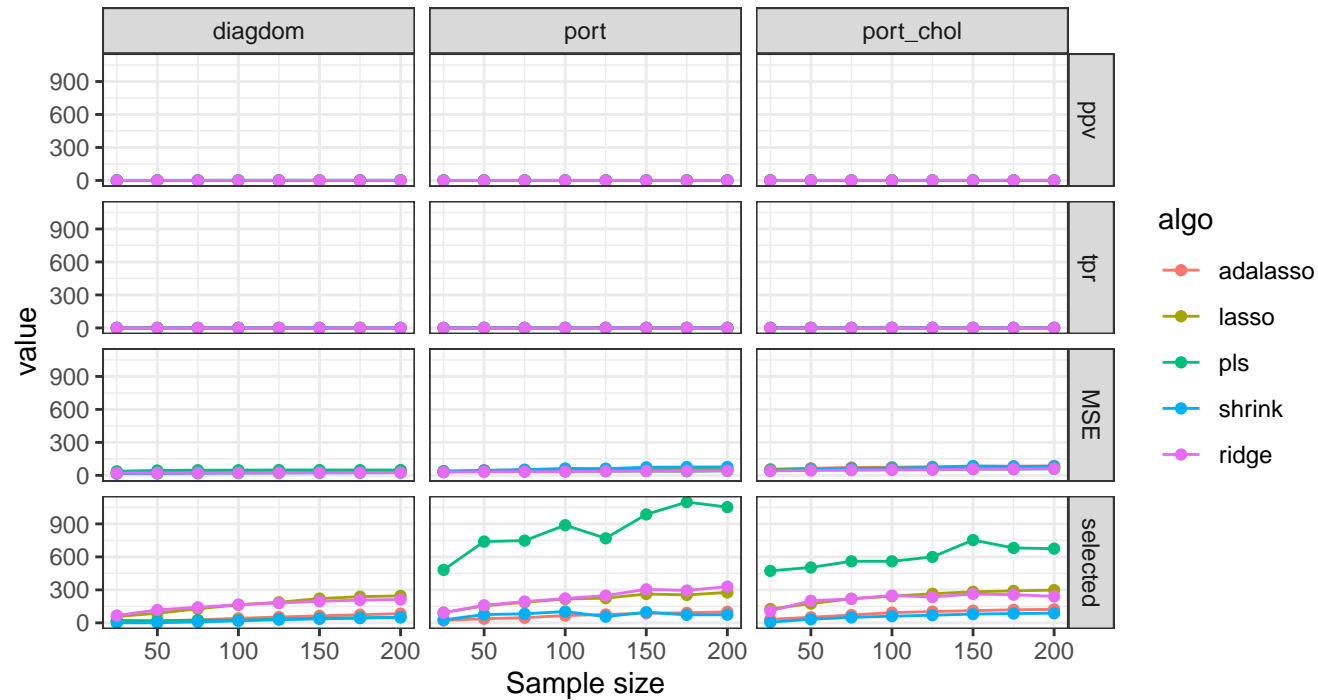 diagdom port port_chol
900
600
300
0
ppv
900
600
300
0
tpr
900
600
300
0
MSE
900
600
300
0
selected
value
50 100 150 200 50 100 150 200 50 100 150 200
Sample size
algo
adalasso
lasso
pls
shrink
ridge